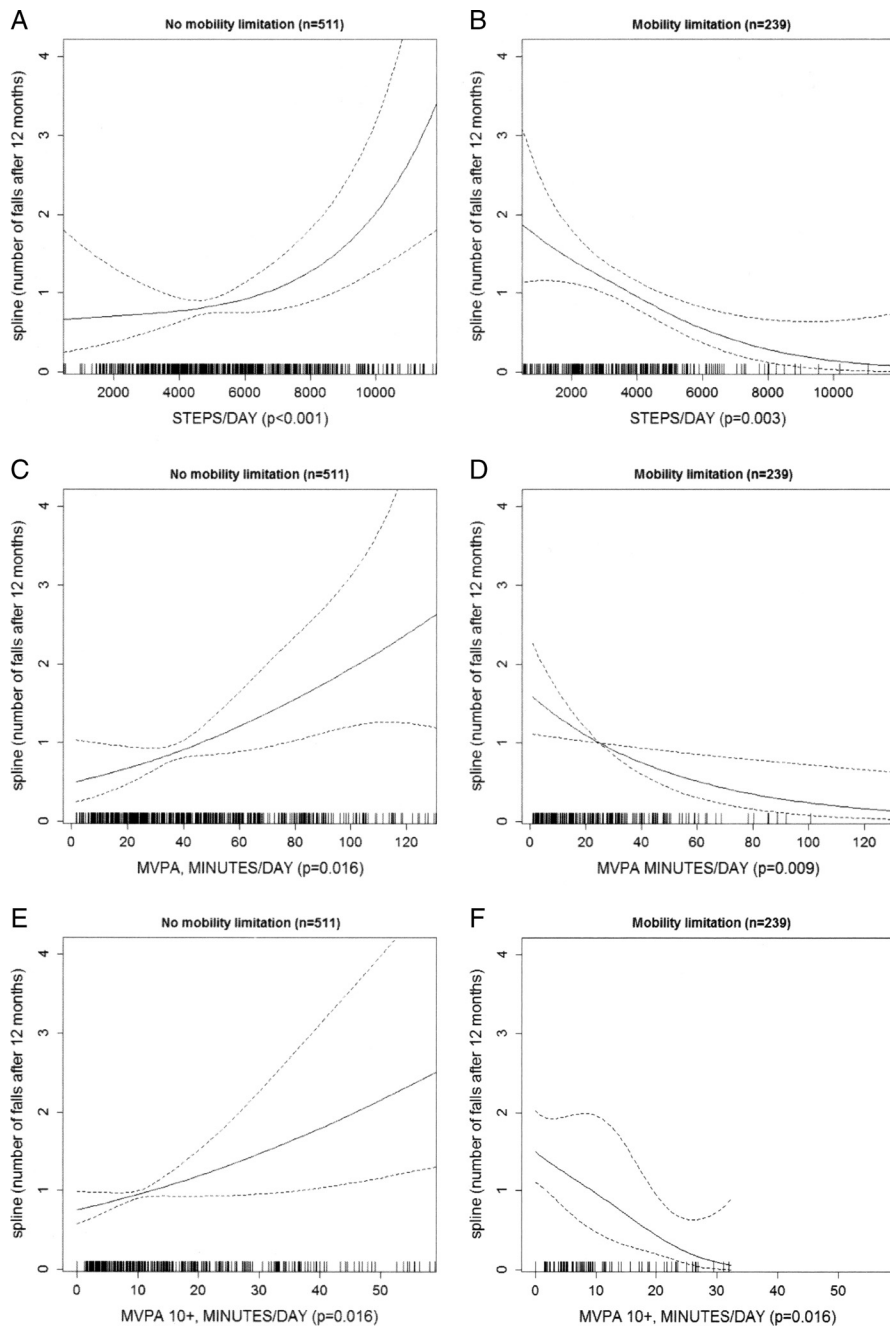 A
No mobility limitation (n=511)
spline (number of falls after 12 months)
4
3
2
1
0
2000 4000 6000 8000 10000
STEPS/DAY (p<0.001)
B
Mobility limitation (n=239)
spline (number of falls after 12 months)
4
3
2
1
0
2000 4000 6000 8000 10000
STEPS/DAY (p=0.003)
C
No mobility limitation (n=511)
spline (number of falls after 12 months)
4
3
2
1
0
0 20 40 60 80 100 120
MVPA, MINUTES/DAY (p=0.016)
D
Mobility limitation (n=239)
spline (number of falls after 12 months)
4
3
2
1
0
0 20 40 60 80 100 120
MVPA MINUTES/DAY (p=0.009)
E
No mobility limitation (n=511)
spline (number of falls after 12 months)
4
3
2
1
0
0 10 20 30 40 50
MVPA 10+, MINUTES/DAY (p=0.016)
F
Mobility limitation (n=239)
spline (number of falls after 12 months)
4
3
2
1
0
0 10 20 30 40 50
MVPA 10+, MINUTES/DAY (p=0.016)